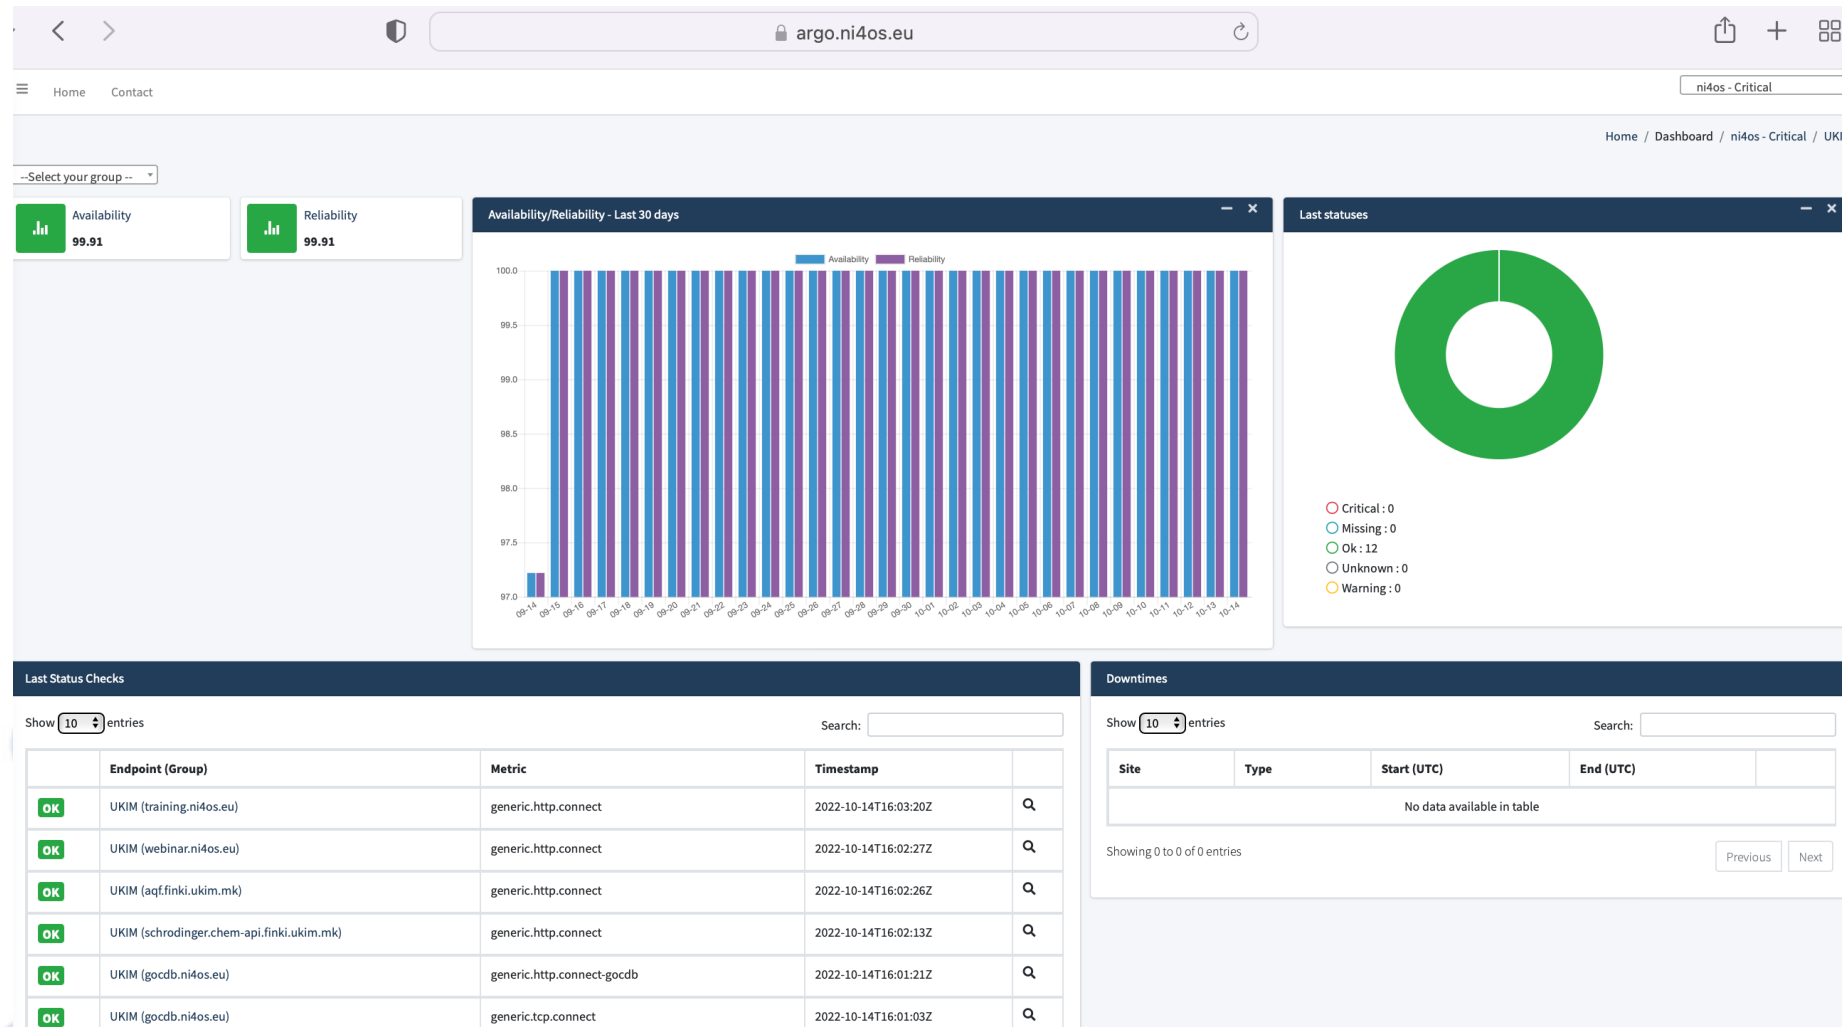 argo.ni4os.eu
Home Contact
ni4os - Critical
Home / Dashboard / ni4os - Critical / UKI
--Select your group --
Availability
99.91
Reliability
99.91
Availability/Reliability - Last 30 days
Availability Reliability
100.0
99.5
99.0
98.5
98.0
97.5
97.0
09-14 09-15 09-16 09-17 09-18 09-19 09-20 09-21 09-22 09-23 09-24 09-25 09-26 09-27 09-28 09-29 09-30 10-01 10-02 10-03 10-04 10-05 10-06 10-07 10-08 10-09 10-10 10-11 10-12 10-13 10-14
Last statuses
Critical : 0
Missing : 0
Ok : 12
Unknown : 0
Warning : 0
Last Status Checks
Show 10 entries Search:
Endpoint (Group) Metric Timestamp
OK UKIM (training.ni4os.eu) generic.http.connect 2022-10-14T16:03:20Z
OK UKIM (webinar.ni4os.eu) generic.http.connect 2022-10-14T16:02:27Z
OK UKIM (aqf.finki.ukim.mk) generic.http.connect 2022-10-14T16:02:26Z
OK UKIM (schrodinger.chem-api.finki.ukim.mk) generic.http.connect 2022-10-14T16:02:13Z
OK UKIM (gocdb.ni4os.eu) generic.http.connect-gocdb 2022-10-14T16:01:21Z
OK UKIM (gocdb.ni4os.eu) generic.tcp.connect 2022-10-14T16:01:03Z
Downtimes
Show 10 entries Search:
Site Type Start (UTC) End (UTC)
No data available in table
Showing 0 to 0 of 0 entries
Previous Next